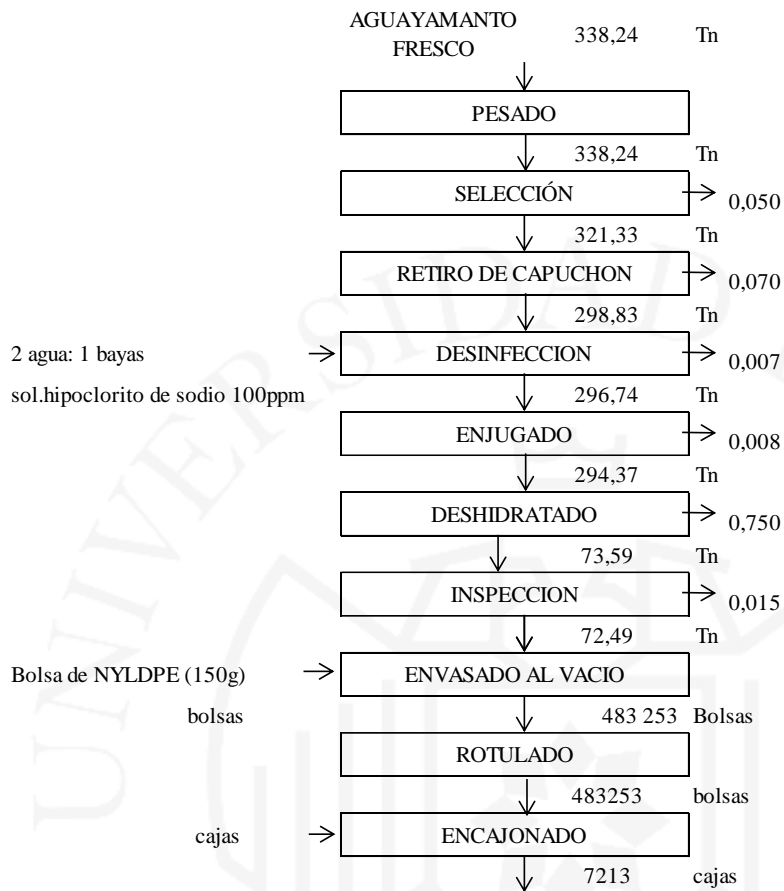 AGUAYAMANTO
FRESCO
338,24 Tn
PESADO
338,24 Tn
SELECCIÓN
0,050
321,33 Tn
RETIRO DE CAPUCHON
0,070
298,83 Tn
2 agua: 1 bayas
DESINFECCION
0,007
sol.hipoclorito de sodio 100ppm
296,74 Tn
ENJUGADO
0,008
294,37 Tn
DESHIDRATADO
0,750
73,59 Tn
INSPECCION
0,015
72,49 Tn
Bolsa de NYLDPE (150g)
ENVASADO AL VACIO
bolsas
483 253 Bolsas
ROTULADO
483253 bolsas
cajas
ENCAJONADO
7213 cajas
UNIVERSIDAD